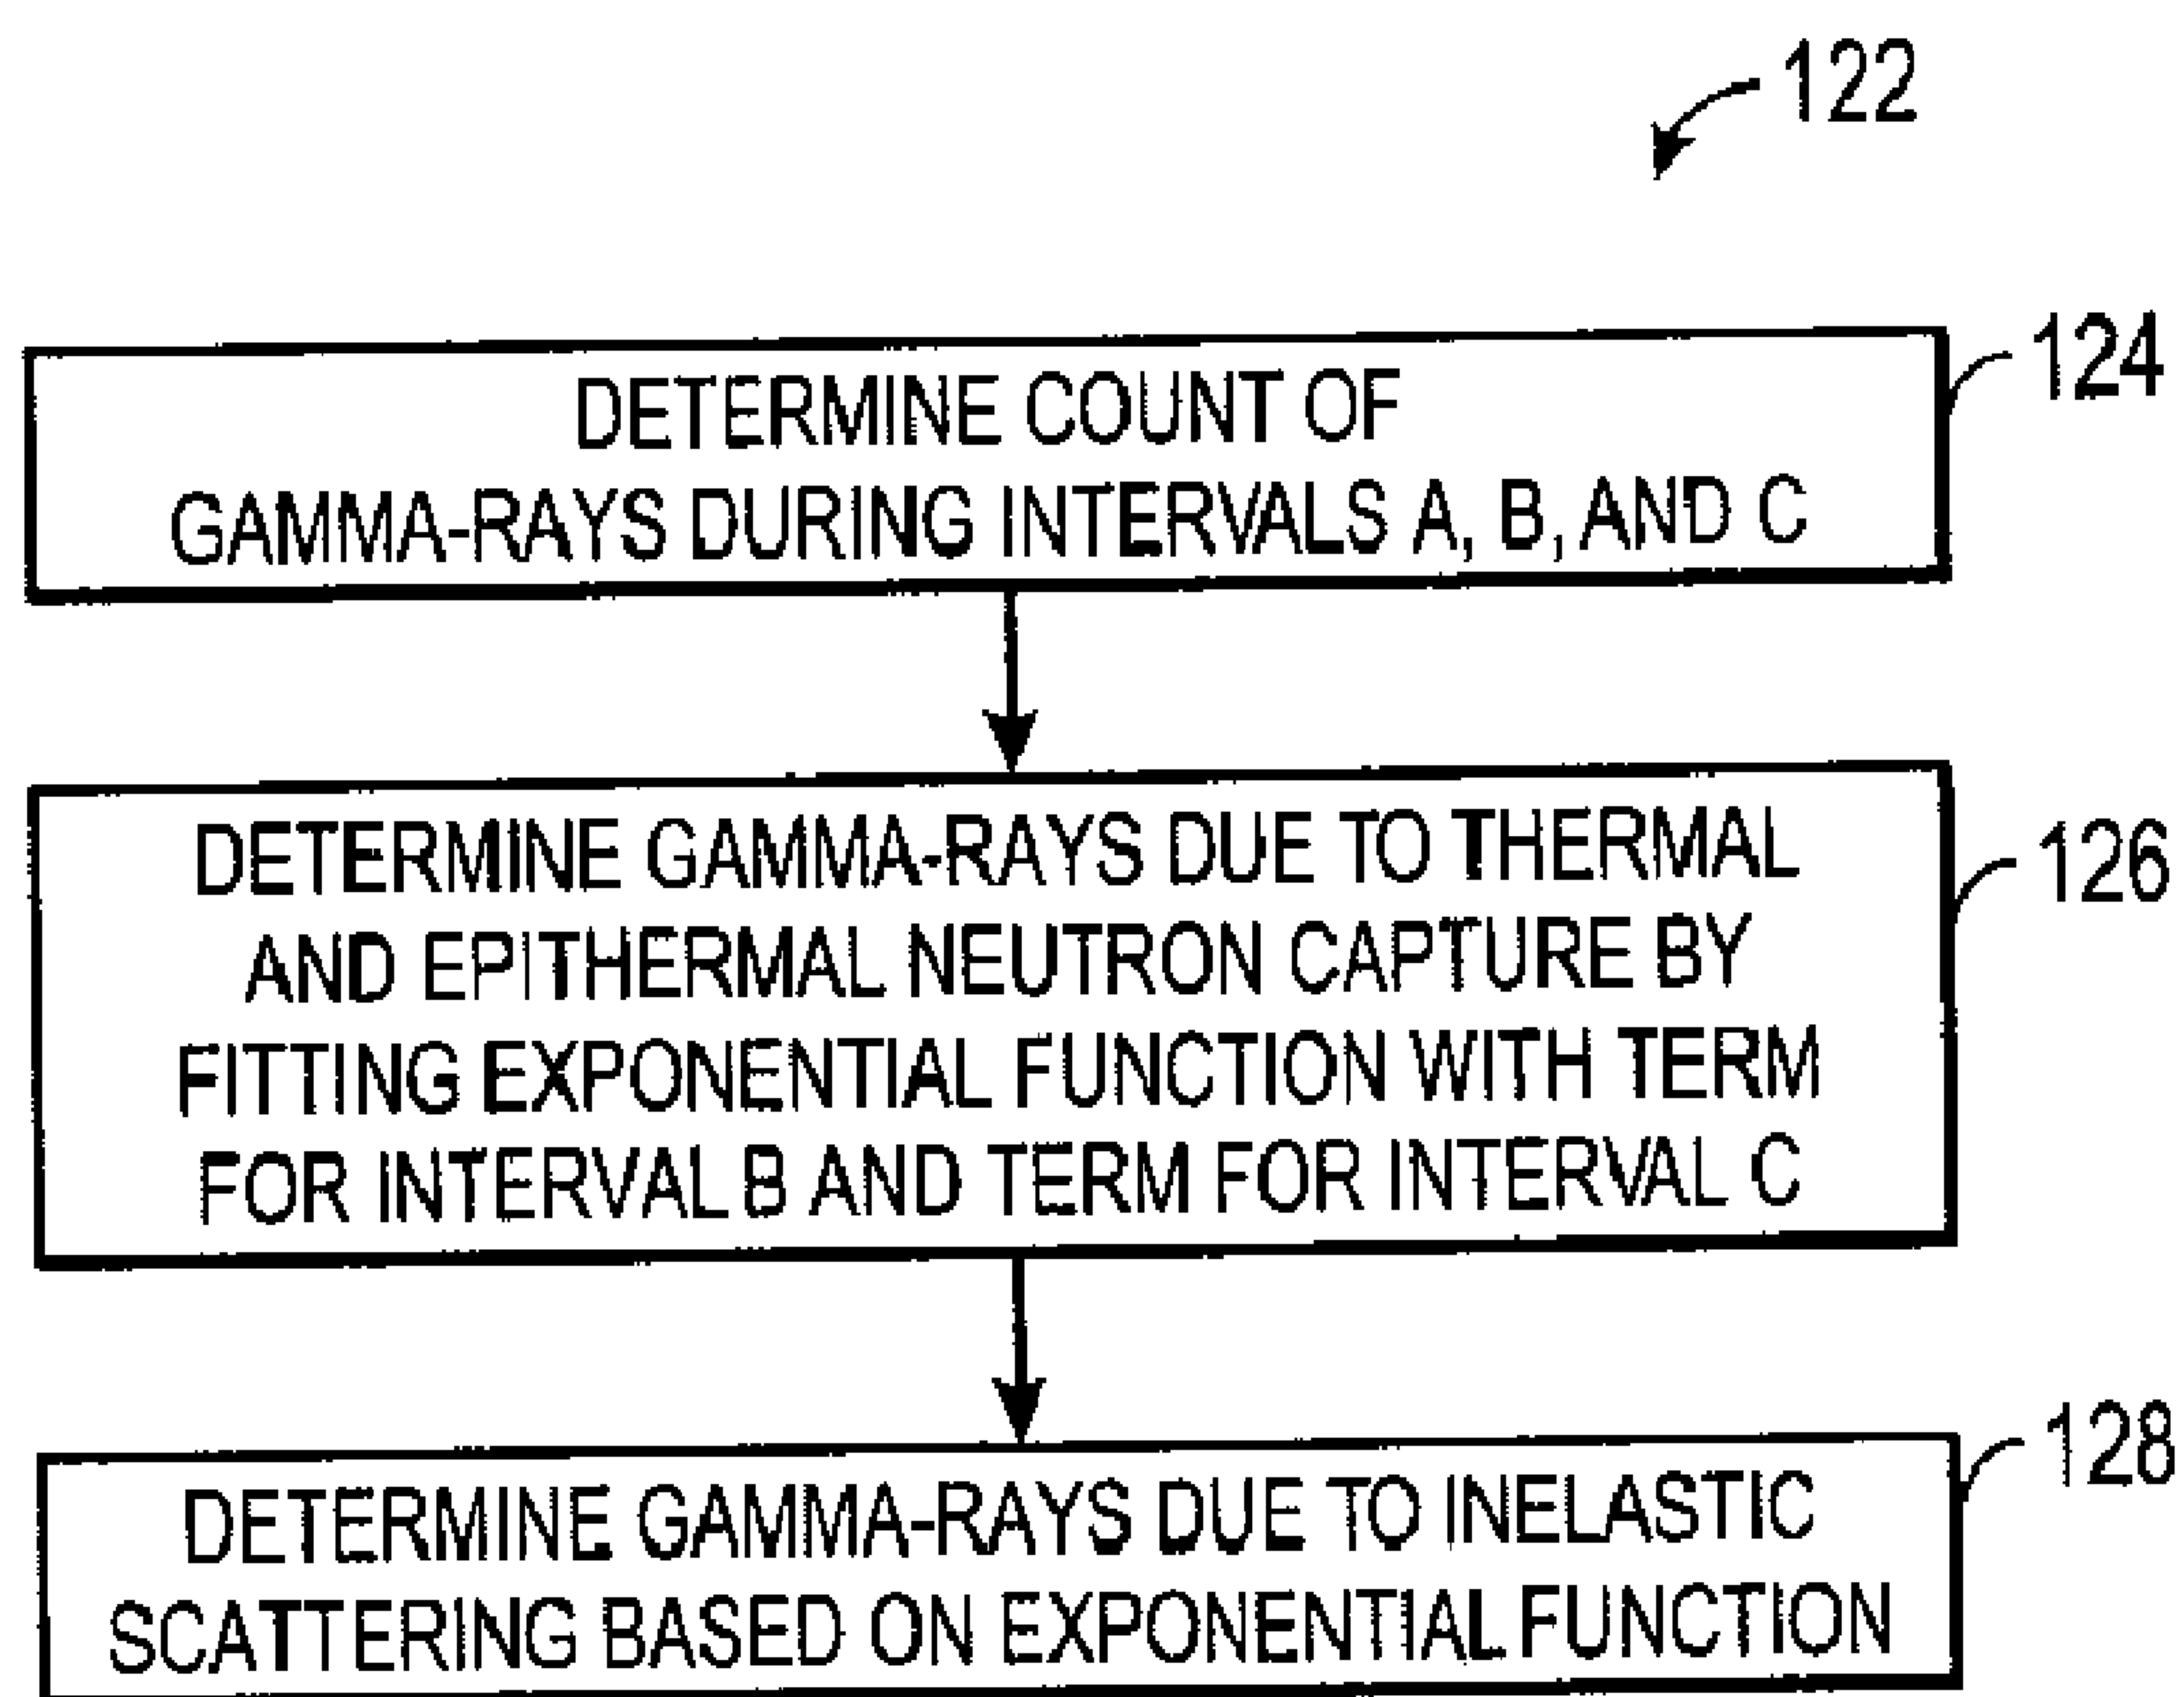 122
124
DETERMINE COUNT OF
GAMMA-RAYS DURING INTERVALS A, B, AND C
126
DETERMINE GAMMA-RAYS DUE TO THERMAL
AND EPITHERMAL NEUTRON CAPTURE BY
FITTING EXPONENTIAL FUNCTION WITH TERM
FOR INTERVAL B AND TERM FOR INTERVAL C
128
DETERMINE GAMMA-RAYS DUE TO INELASTIC
SCATTERING BASED ON EXPONENTIAL FUNCTION